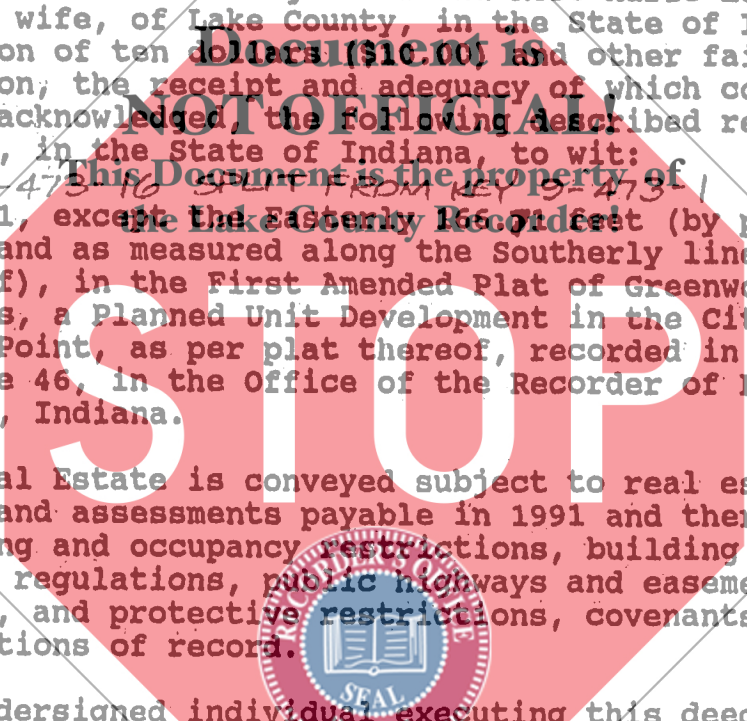 wife, of Lake County, in the State of
on of ten dollars ($10.00) and other fai
on, the receipt and adequacy of which co
acknowledged, the following described re
, in the State of Indiana, to wit:
-473-16 SPLIT FROM KEY 9-473-1
1, except the Easterly feet (by p
and as measured along the Southerly line
f), in the First Amended Plat of Greenwo
s, a Planned Unit Development in the Cit
Point, as per plat thereof, recorded in
e 46, in the Office of the Recorder of
, Indiana.
al Estate is conveyed subject to real es
and assessments payable in 1991 and ther
ng and occupancy restrictions, building
regulations, public highways and easeme
, and protective restrictions, covenants
tions of record.
dersigned individual executing this deed
Document is
NOT OFFICIAL!
This Document is the property of
the Lake County Recorder!
STOP
RECORDER'S OFFICE
SEAL